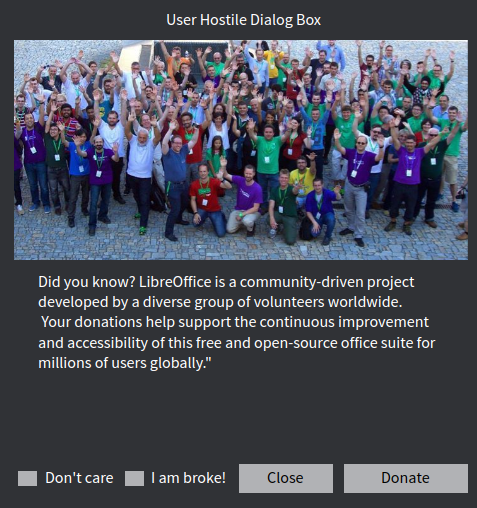 User Hostile Dialog Box
Did you know? LibreOffice is a community-driven project
developed by a diverse group of volunteers worldwide.
Your donations help support the continuous improvement
and accessibility of this free and open-source office suite for
millions of users globally."
Don't care
I am broke!
Close
Donate